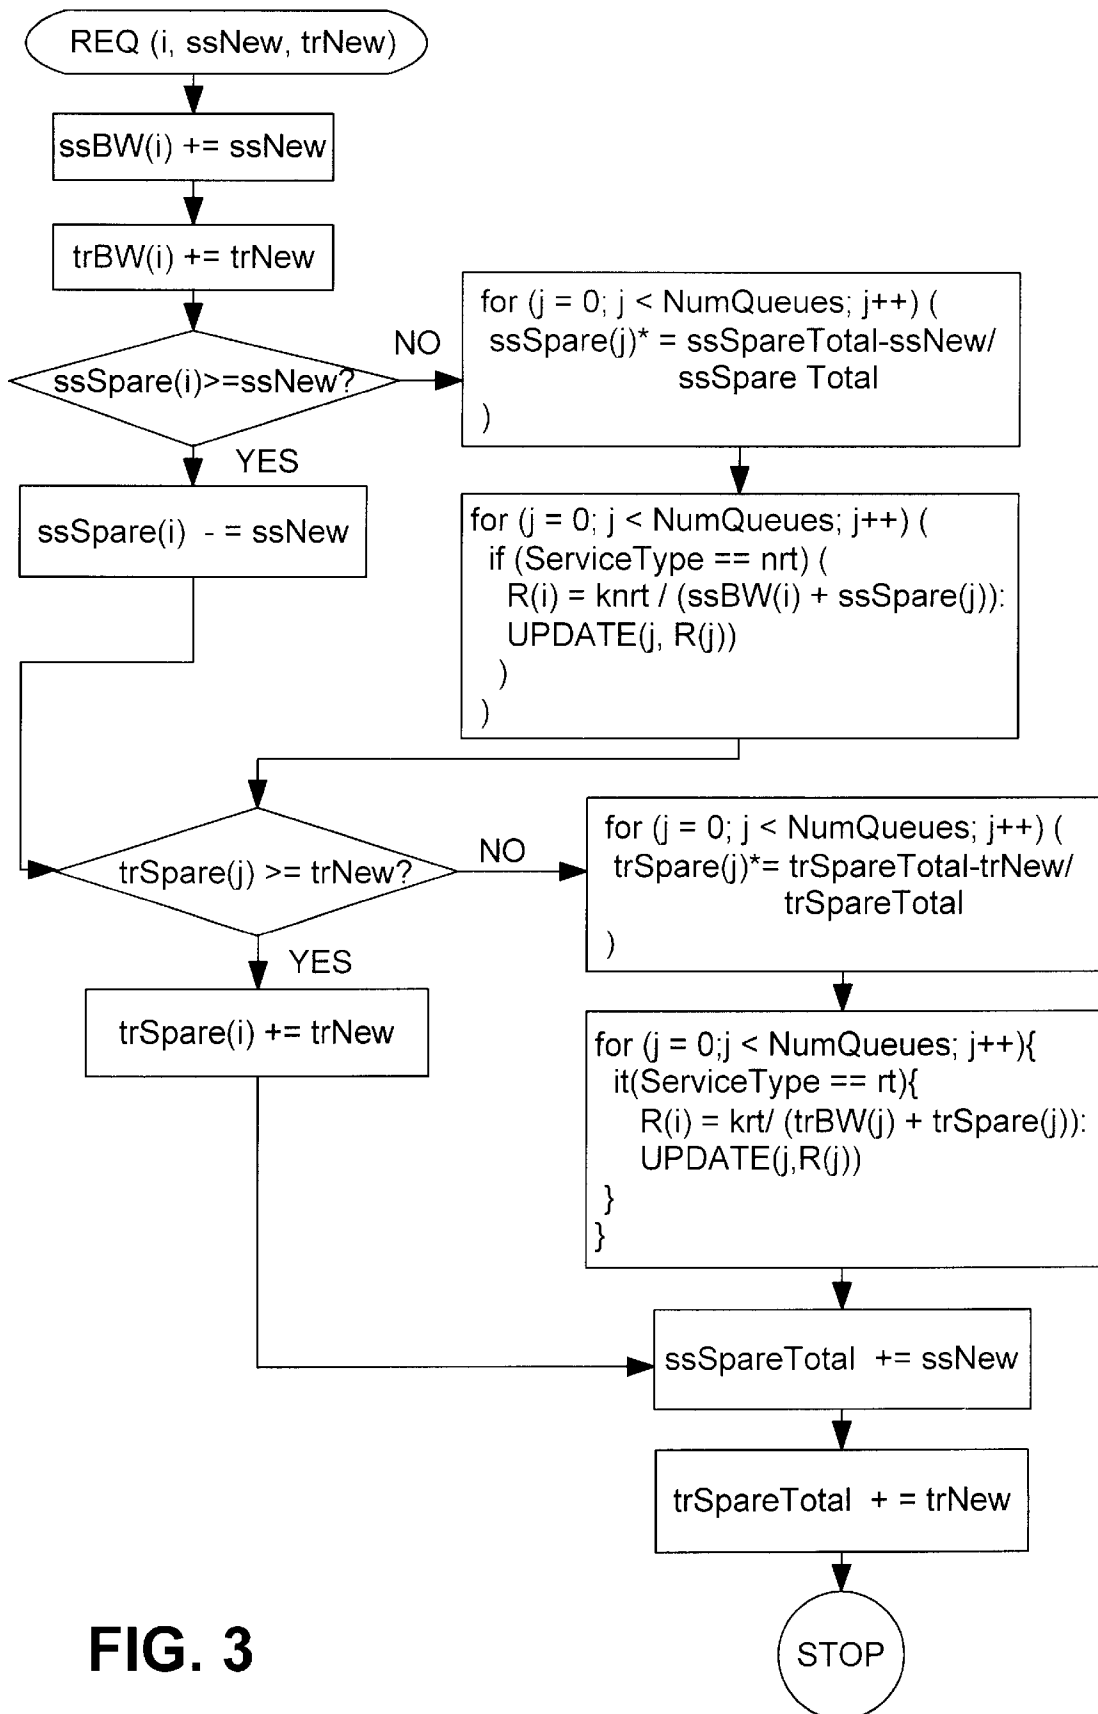 REQ (i, ssNew, trNew)
ssBW(i) += ssNew
trBW(i) += trNew
ssSpare(i)>=ssNew?
NO
for (j = 0; j < NumQueues; j++) (
ssSpare(j)* = ssSpareTotal-ssNew/
ssSpare Total
)
YES
ssSpare(i) - = ssNew
for (j = 0; j < NumQueues; j++) (
if (ServiceType == nrt) (
R(i) = knrt / (ssBW(i) + ssSpare(j)):
UPDATE(j, R(j))
)
)
trSpare(j) >= trNew?
NO
for (j = 0; j < NumQueues; j++) (
trSpare(j)*= trSpareTotal-trNew/
trSpareTotal
)
YES
trSpare(i) += trNew
for (j = 0;j < NumQueues; j++){
it(ServiceType == rt){
R(i) = krt/ (trBW(j) + trSpare(j)):
UPDATE(j,R(j))
}
}
ssSpareTotal += ssNew
trSpareTotal + = trNew
STOP
FIG. 3